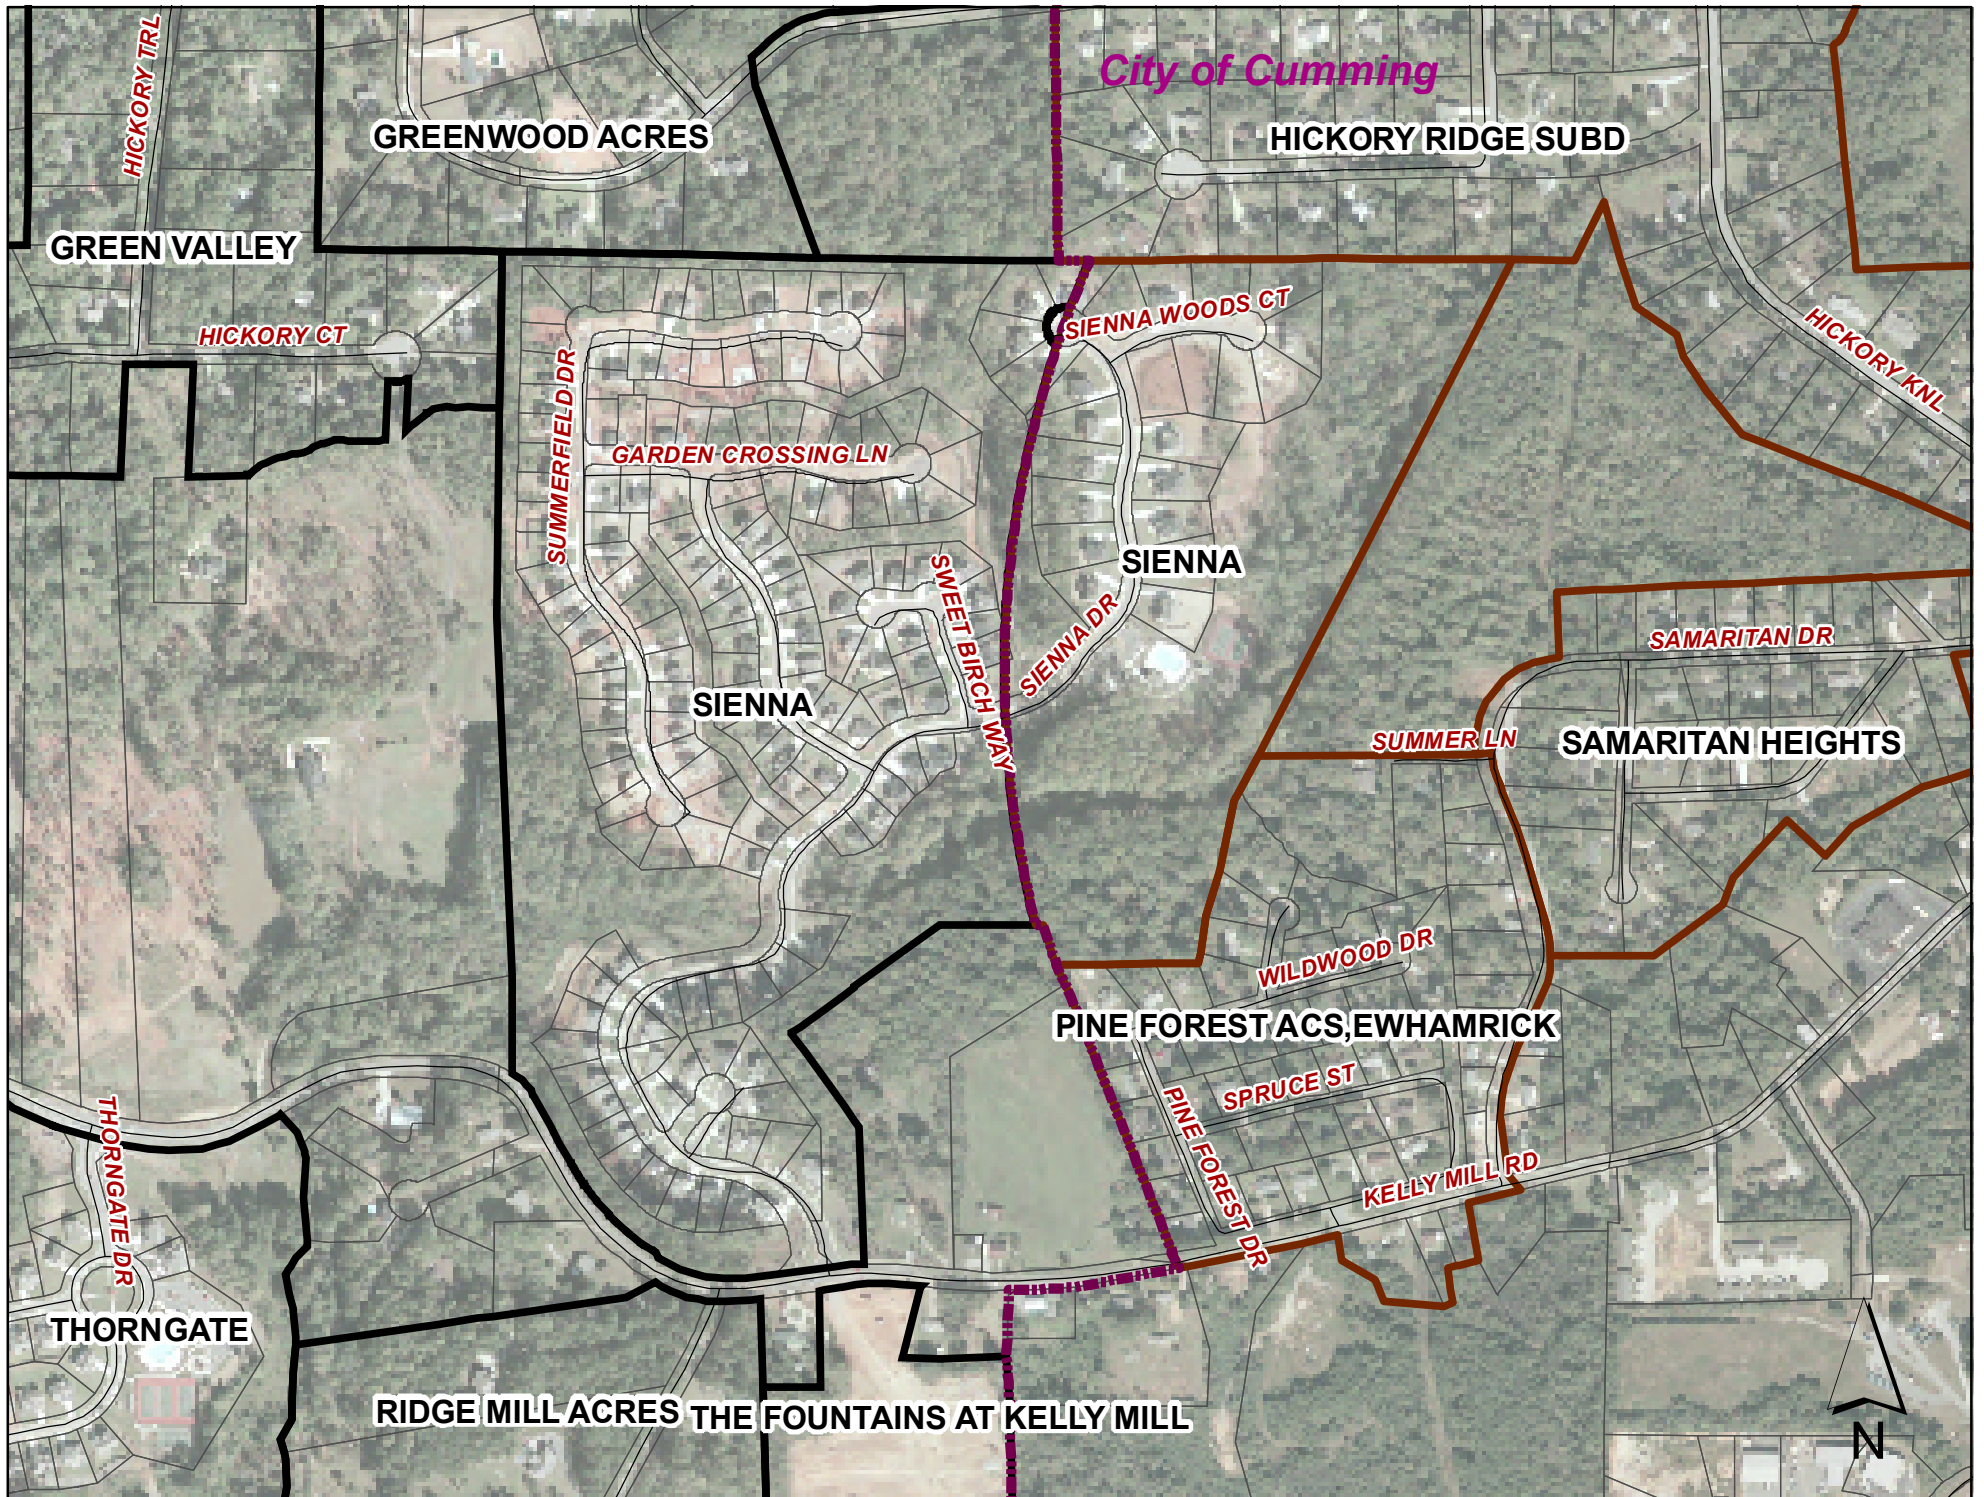 HICKORY TRL
City of Cumming
GREENWOOD ACRES
HICKORY RIDGE SUBD
GREEN VALLEY
HICKORY CT
SIENNA WOODS CT
HICKORY KNL
SUMMERFIELD DR
GARDEN CROSSING LN
SIENNA
SWEET BIRCH WAY
SIENNA DR
SAMARITAN DR
SIENNA
SUMMER LN
SAMARITAN HEIGHTS
WILDWOOD DR
PINE FOREST ACS,EWHAMRICK
SPRUCE ST
PINE FOREST DR
THORNGATE DR
KELLY MILL RD
THORNGATE
RIDGE MILL ACRES
THE FOUNTAINS AT KELLY MILL
N